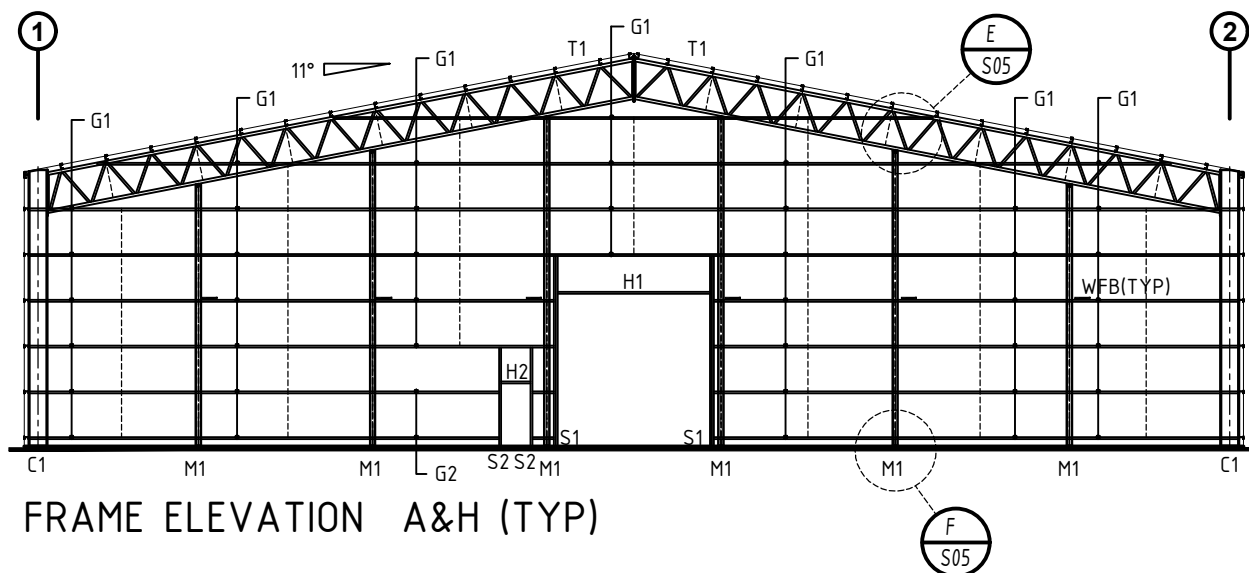 1
2
E
S05
G1
T1
T1
G1
G1
11°
G1
G1
G1
G1
H1
WFB(TYP)
H2
S1
S1
C1
M1
M1
G2
S2
S2
M1
M1
M1
M1
C1
FRAME ELEVATION A&H (TYP)
F
S05